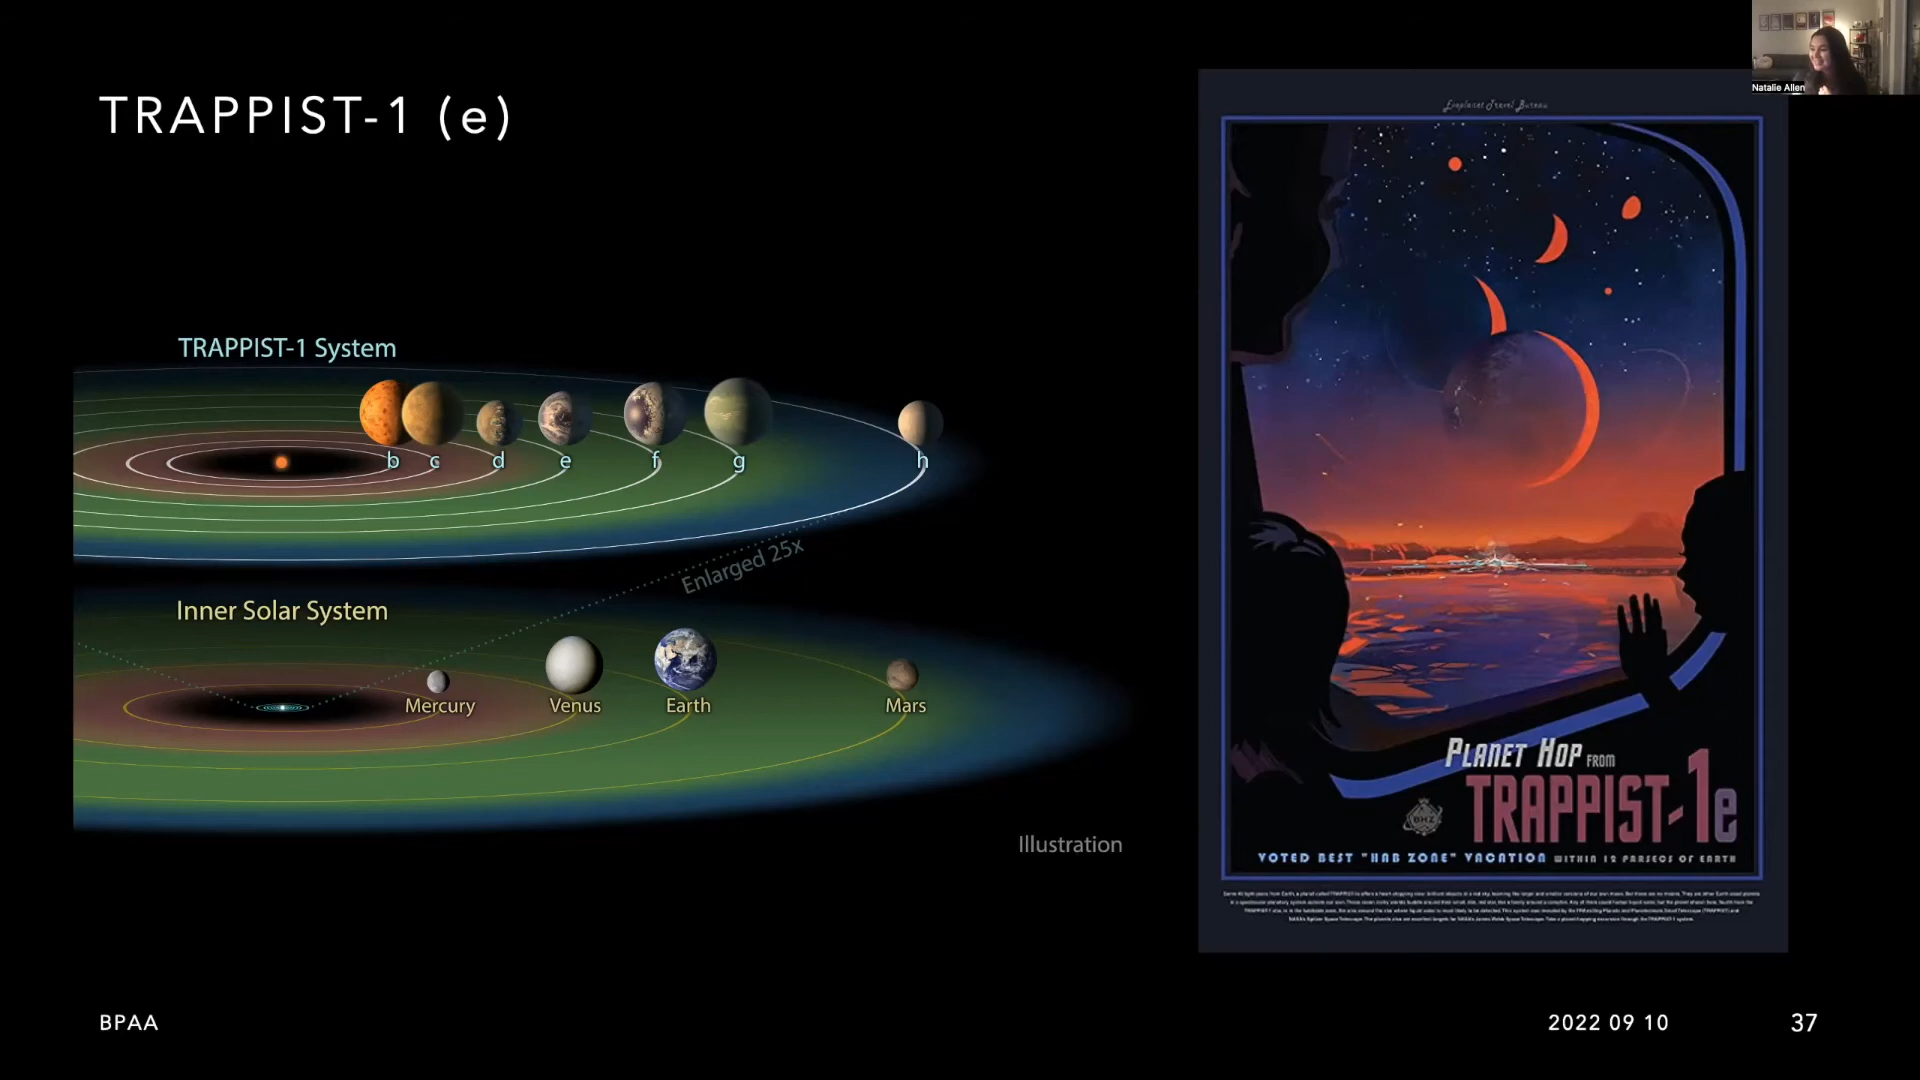 TRAPPIST-1 (e)
Natalie Allen
Exoplanet Travel Bureau
TRAPPIST-1 System
b c d e f g h
Enlarged 25x
Inner Solar System
Mercury Venus Earth Mars
Illustration
PLANET HOP FROM
TRAPPIST-1e
BHZ
VOTED BEST "HAB ZONE" VACATION WITHIN 12 PARSECS OF EARTH
BPAA
2022 09 10
37